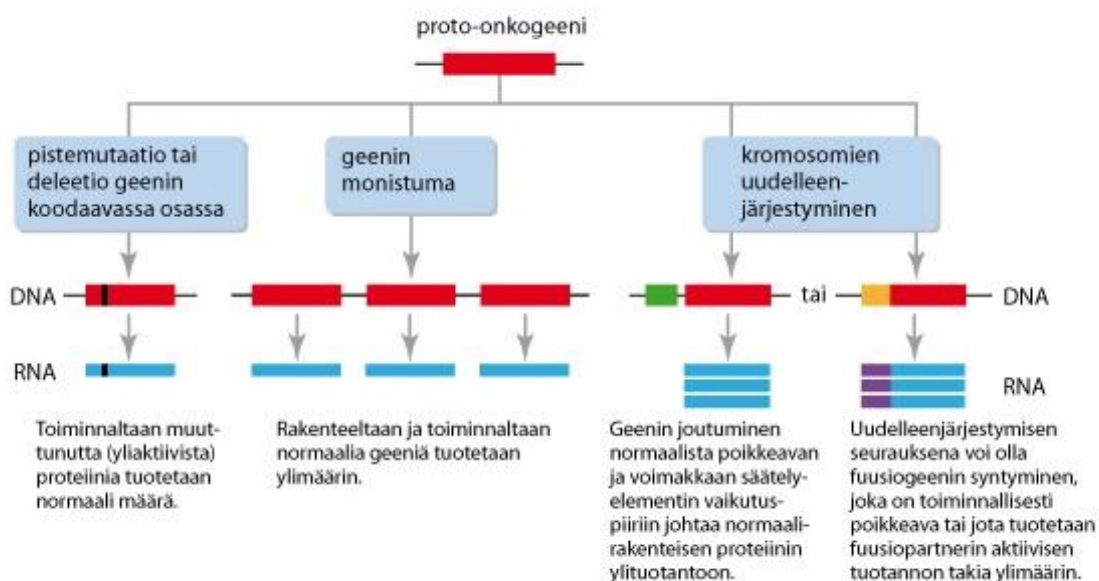 proto-onkogeeni
pistemutaatio tai
deleetio geenin
koodaavassa osassa
geenin
monistuma
kromosomien
uudelleen-
järjestyminen
DNA
tai
DNA
RNA
RNA
Toiminnaltaan muut-
tunutta (yliaktiivista)
proteiinia tuotetaan
normaali määrä.
Rakenteeltaan ja toiminnaltaan
normaalia geeniä tuotetaan
ylimäärin.
Geenin joutuminen
normaalista poikkeavan
ja voimakkaan säätely-
elementin vaikutus-
piiriin johtaa normaali-
rakenteisen proteiinin
ylituotantoon.
Uudelleenjärjestymisen
seurauksena voi olla
fuusiogeenin syntyminen,
joka on toiminnallisesti
poikkeava tai jota tuotetaan
fuusiopartnerin aktiivisen
tuotannon takia ylimäärin.